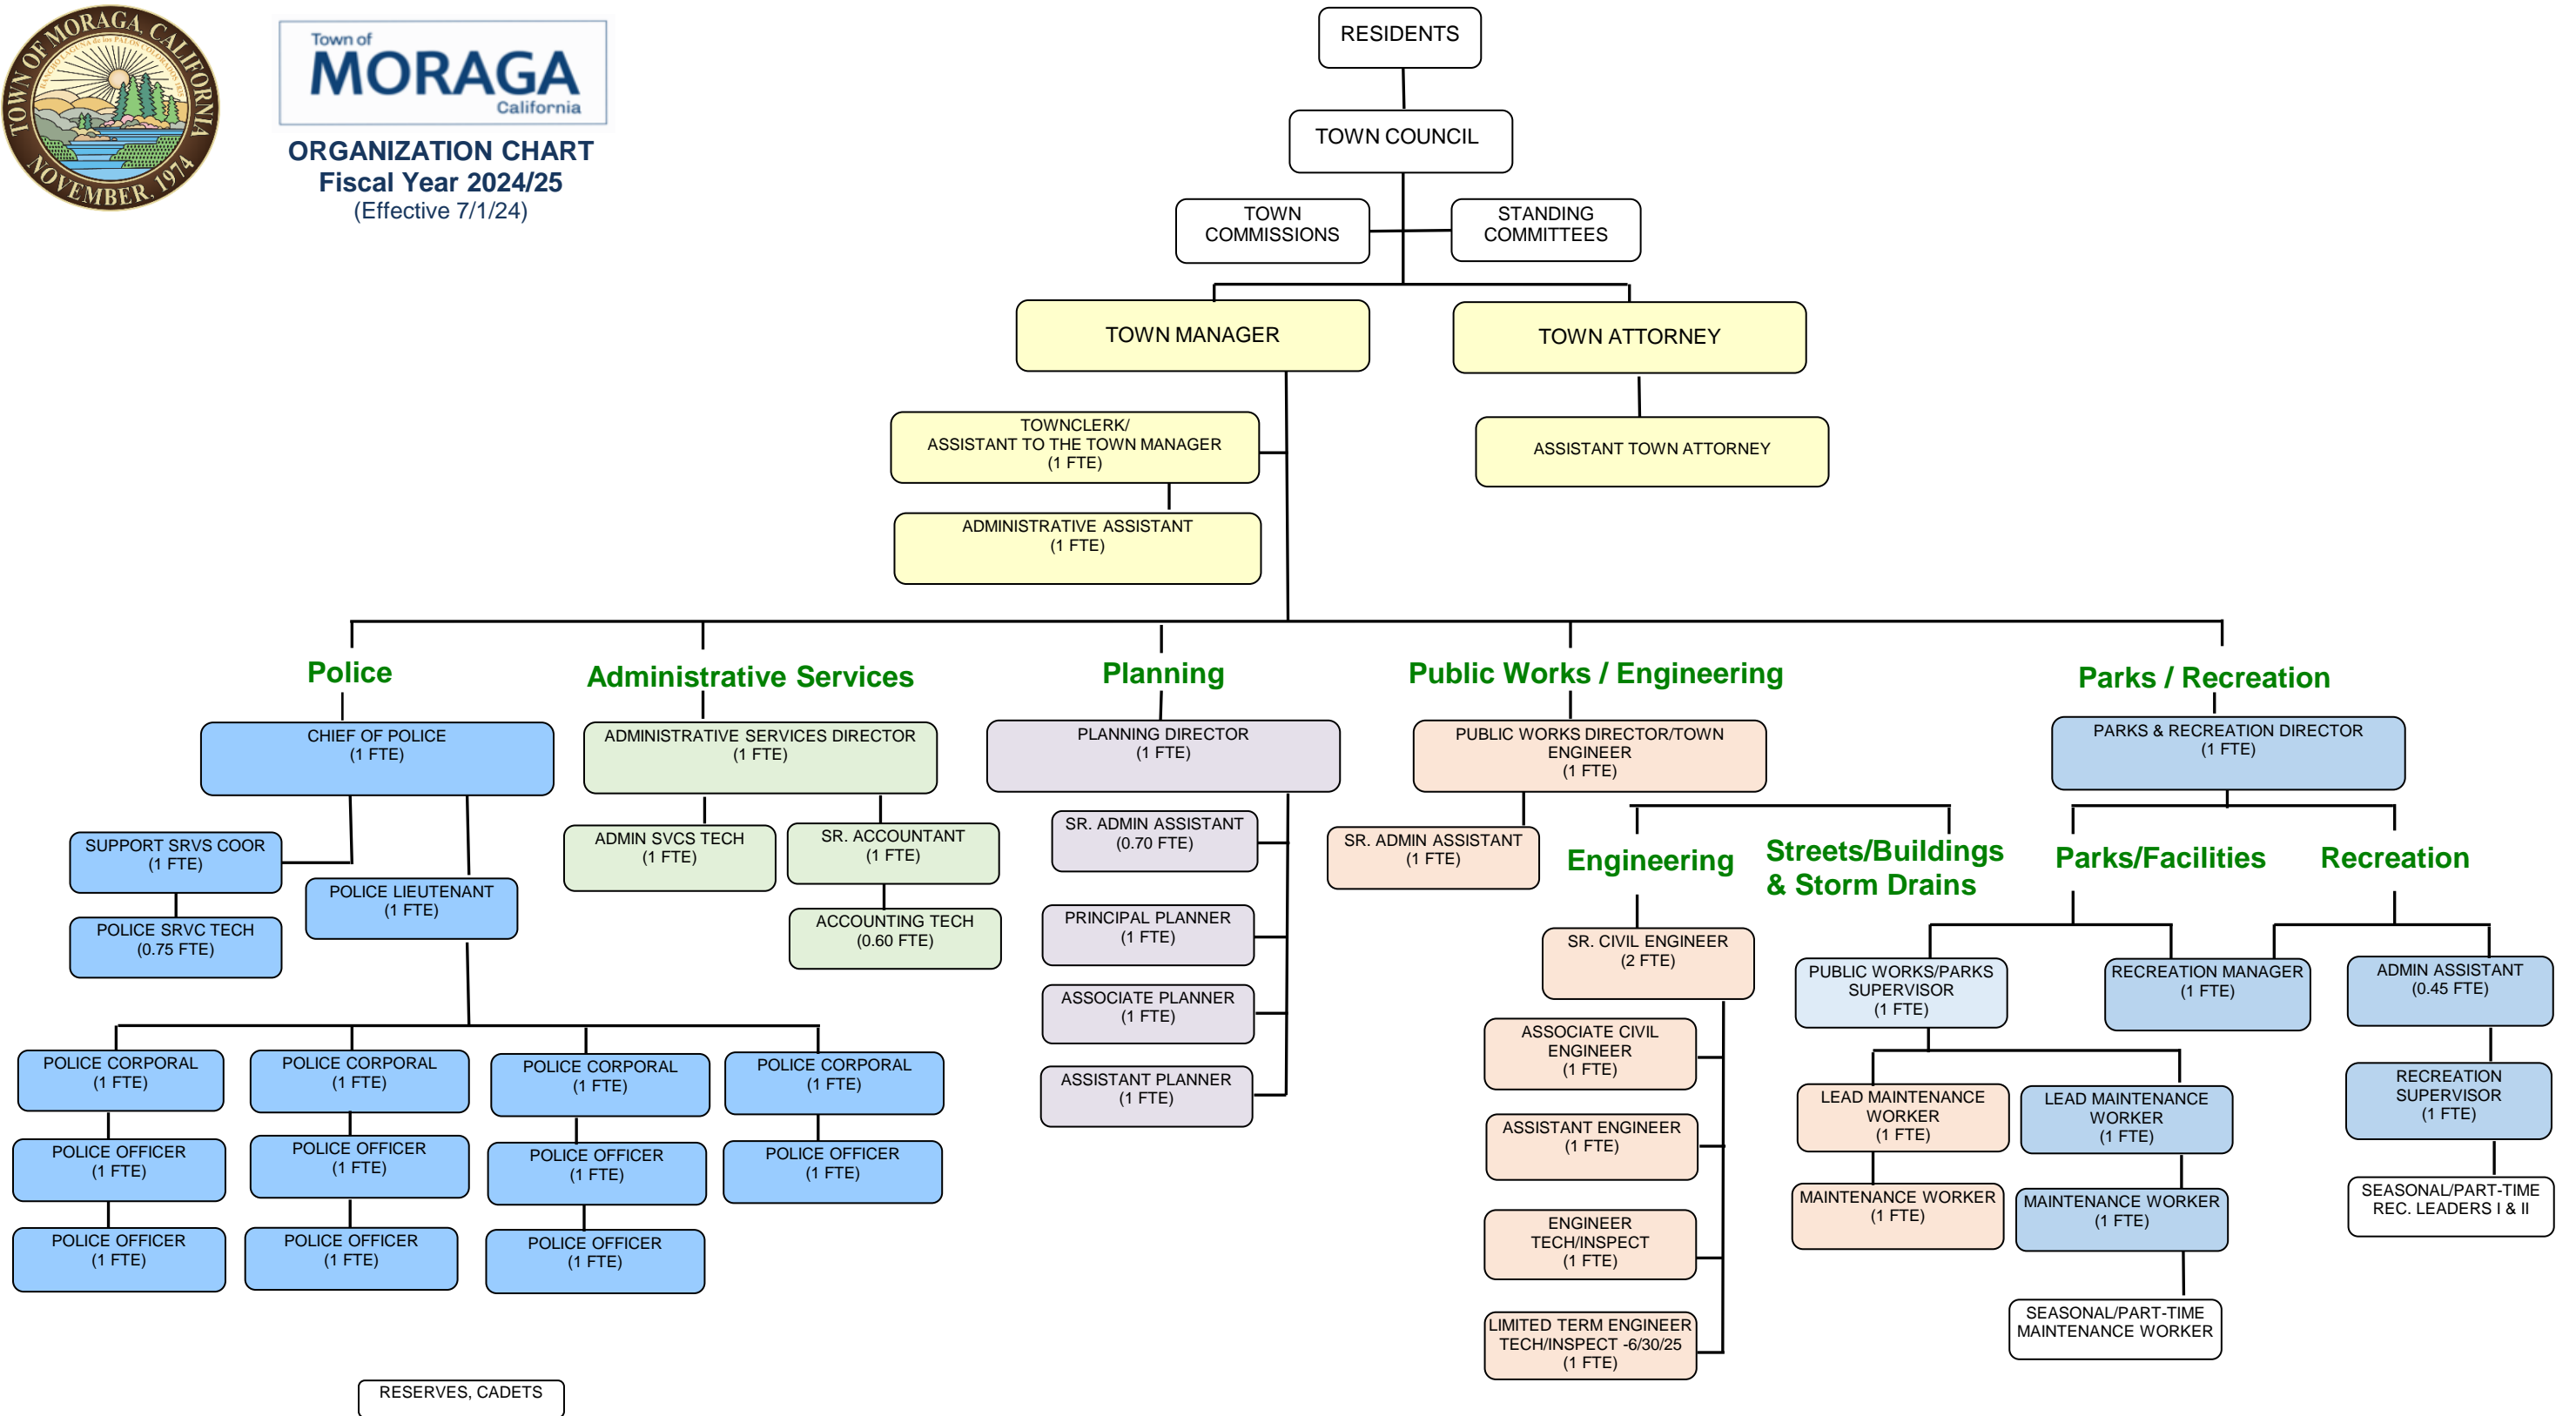 TOWN OF MORAGA, CALIFORNIA
NOVEMBER, 1974
Town of
MORAGA
California
ORGANIZATION CHART
Fiscal Year 2024/25
(Effective 7/1/24)
RESIDENTS
TOWN COUNCIL
TOWN
COMMISSIONS
STANDING
COMMITTEES
TOWN MANAGER
TOWN ATTORNEY
TOWNCLERK/
ASSISTANT TO THE TOWN MANAGER
(1 FTE)
ASSISTANT TOWN ATTORNEY
ADMINISTRATIVE ASSISTANT
(1 FTE)
Police
CHIEF OF POLICE
(1 FTE)
SUPPORT SRVS COOR
(1 FTE)
POLICE SRVC TECH
(0.75 FTE)
POLICE LIEUTENANT
(1 FTE)
POLICE CORPORAL
(1 FTE)
POLICE OFFICER
(1 FTE)
POLICE OFFICER
(1 FTE)
POLICE CORPORAL
(1 FTE)
POLICE OFFICER
(1 FTE)
POLICE OFFICER
(1 FTE)
POLICE CORPORAL
(1 FTE)
POLICE OFFICER
(1 FTE)
POLICE OFFICER
(1 FTE)
POLICE CORPORAL
(1 FTE)
POLICE OFFICER
(1 FTE)
RESERVES, CADETS
Administrative Services
ADMINISTRATIVE SERVICES DIRECTOR
(1 FTE)
ADMIN SVCS TECH
(1 FTE)
SR. ACCOUNTANT
(1 FTE)
ACCOUNTING TECH
(0.60 FTE)
Planning
PLANNING DIRECTOR
(1 FTE)
SR. ADMIN ASSISTANT
(0.70 FTE)
PRINCIPAL PLANNER
(1 FTE)
ASSOCIATE PLANNER
(1 FTE)
ASSISTANT PLANNER
(1 FTE)
Public Works / Engineering
PUBLIC WORKS DIRECTOR/TOWN
ENGINEER
(1 FTE)
SR. ADMIN ASSISTANT
(1 FTE)
Engineering
SR. CIVIL ENGINEER
(2 FTE)
ASSOCIATE CIVIL
ENGINEER
(1 FTE)
ASSISTANT ENGINEER
(1 FTE)
ENGINEER
TECH/INSPECT
(1 FTE)
LIMITED TERM ENGINEER
TECH/INSPECT -6/30/25
(1 FTE)
Streets/Buildings
& Storm Drains
Parks / Recreation
PARKS & RECREATION DIRECTOR
(1 FTE)
Parks/Facilities
PUBLIC WORKS/PARKS
SUPERVISOR
(1 FTE)
LEAD MAINTENANCE
WORKER
(1 FTE)
MAINTENANCE WORKER
(1 FTE)
LEAD MAINTENANCE
WORKER
(1 FTE)
MAINTENANCE WORKER
(1 FTE)
SEASONAL/PART-TIME
MAINTENANCE WORKER
Recreation
RECREATION MANAGER
(1 FTE)
ADMIN ASSISTANT
(0.45 FTE)
RECREATION
SUPERVISOR
(1 FTE)
SEASONAL/PART-TIME
REC. LEADERS I & II